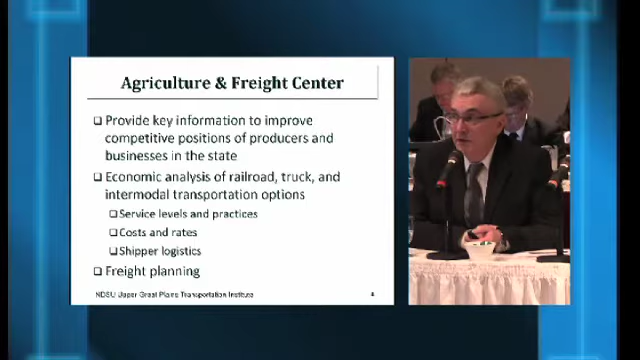 Agriculture & Freight Center
Provide key information to improve
competitive positions of producers and
businesses in the state
Economic analysis of railroad, truck, and
intermodal transportation options
Service levels and practices
Costs and rates
Shipper logistics
Freight planning
NDSU Upper Great Plains Transportation Institute 4